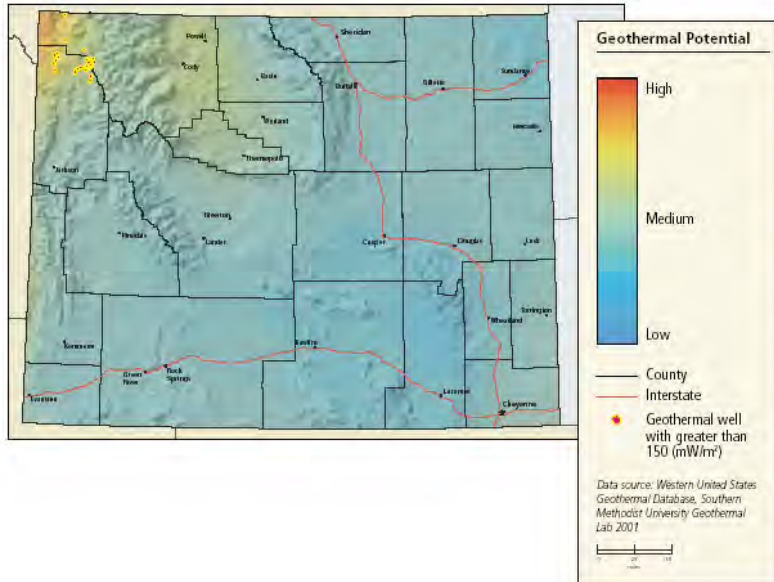 Geothermal Potential
High
Medium
Low
County
Interstate
Geothermal well
with greater than
150 (mW/m²)
Data source: Western United States
Geothermal Database, Southern
Methodist University Geothermal
Lab 2001
Sheridan
Powell
Cody
Buffalo
Gillette
Sundance
Worland
Newcastle
Thermopolis
Jackson
Riverton
Pinedale
Lander
Casper
Douglas
Lusk
Torrington
Wheatland
Kemmerer
Rawlins
Green
River
Rock
Springs
Evanston
Laramie
Cheyenne